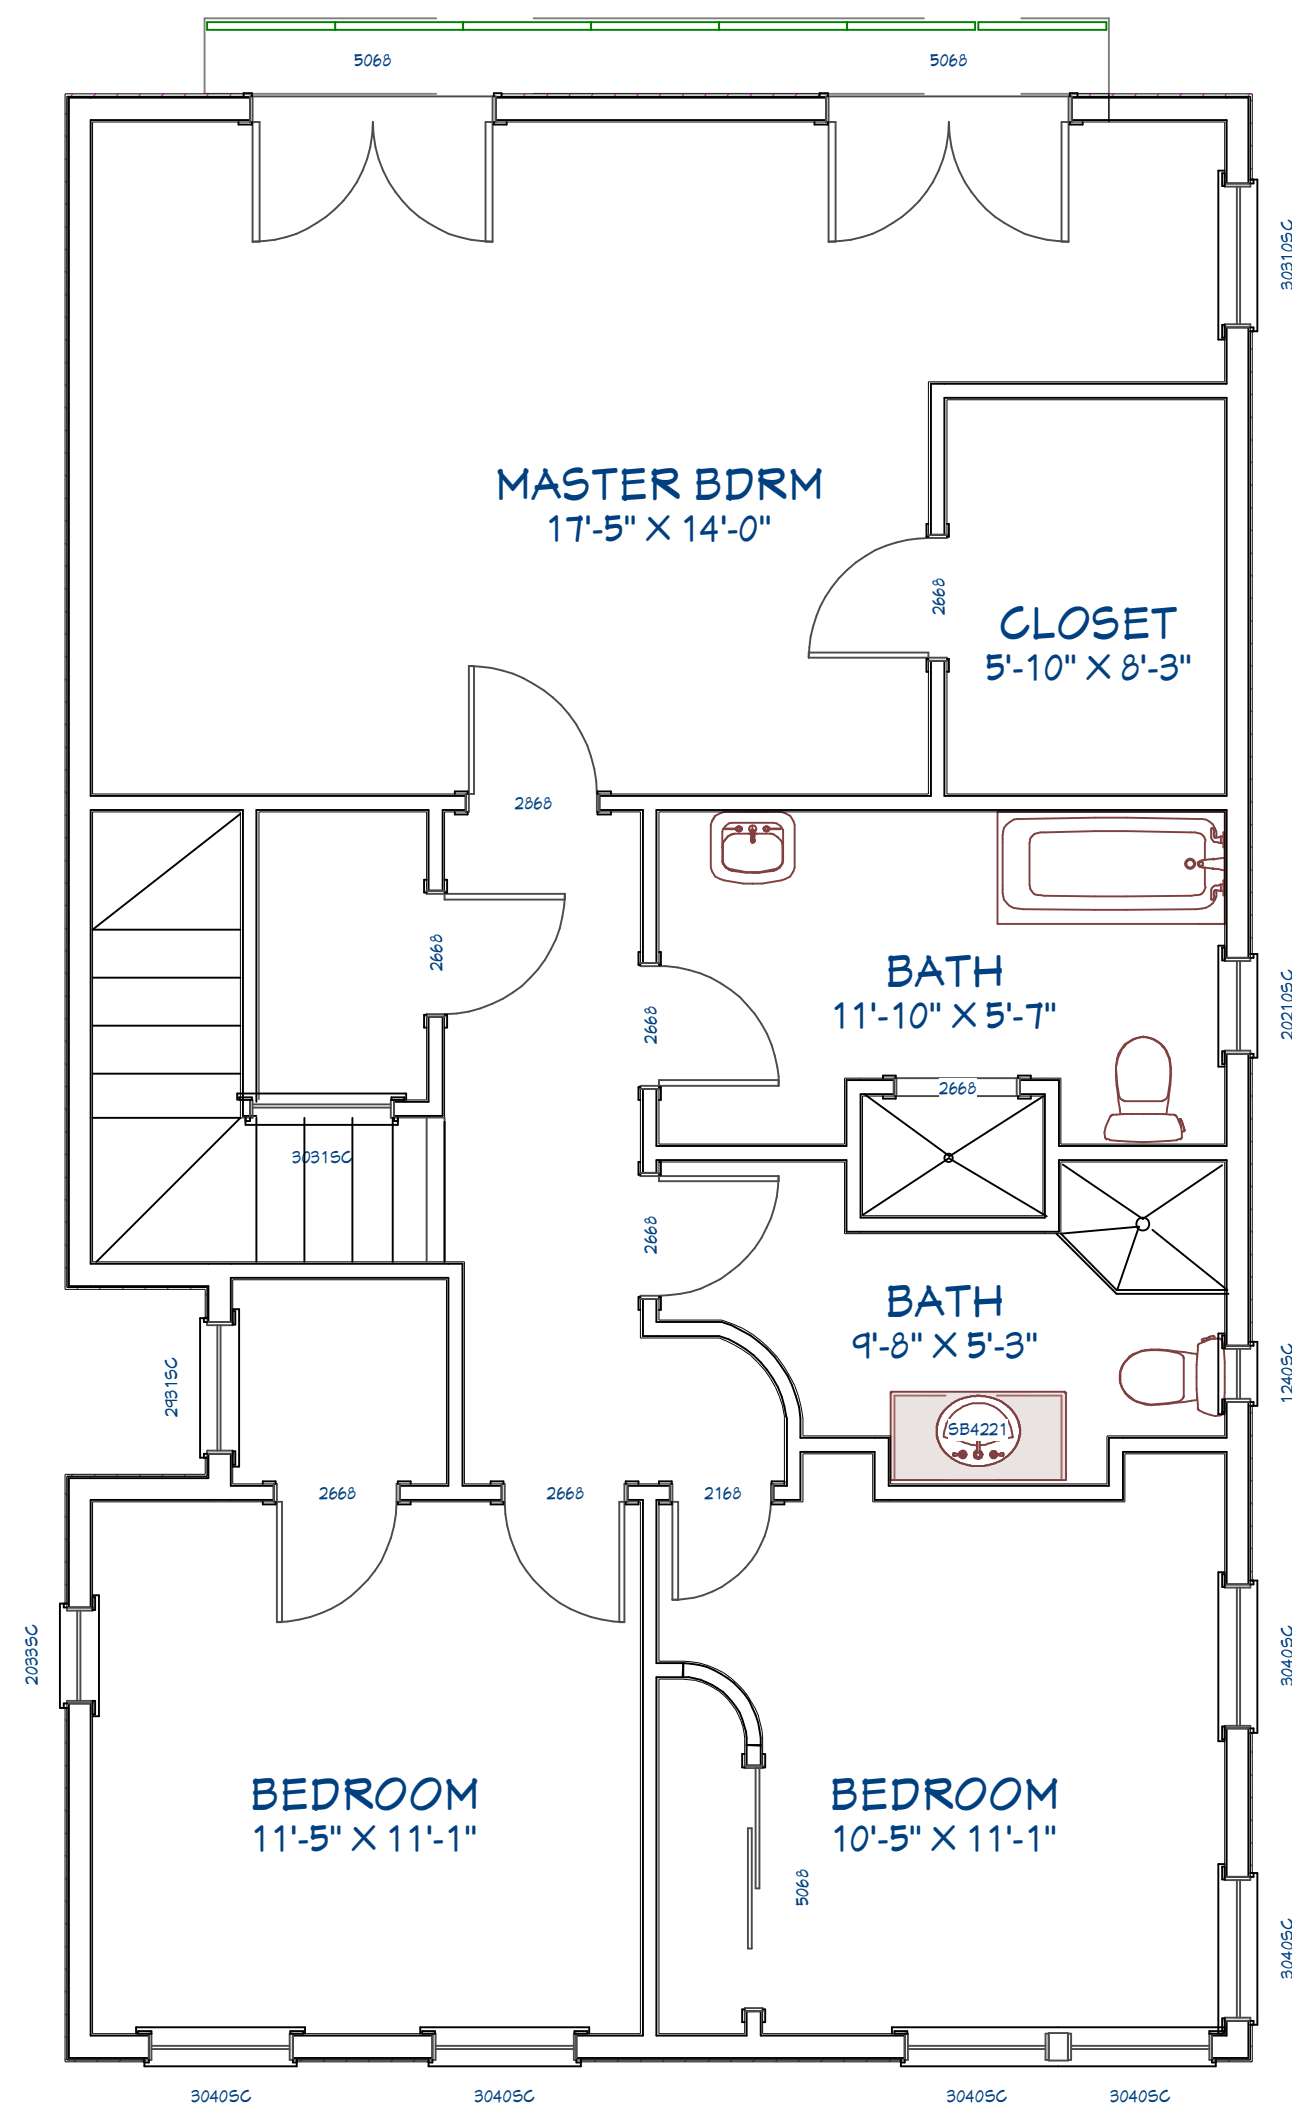 5068
5068
30310SC
MASTER BDRM
17'-5" X 14'-0"
2668
CLOSET
5'-10" X 8'-3"
2868
2668
BATH
11'-10" X 5'-7"
2668
20210SC
2668
3031SC
2668
BATH
9'-8" X 5'-3"
2931SC
1240SC
SB4221
2668
2668
2168
2033SC
3040SC
BEDROOM
11'-5" X 11'-1"
BEDROOM
10'-5" X 11'-1"
5068
3040SC
3040SC
3040SC
3040SC
3040SC